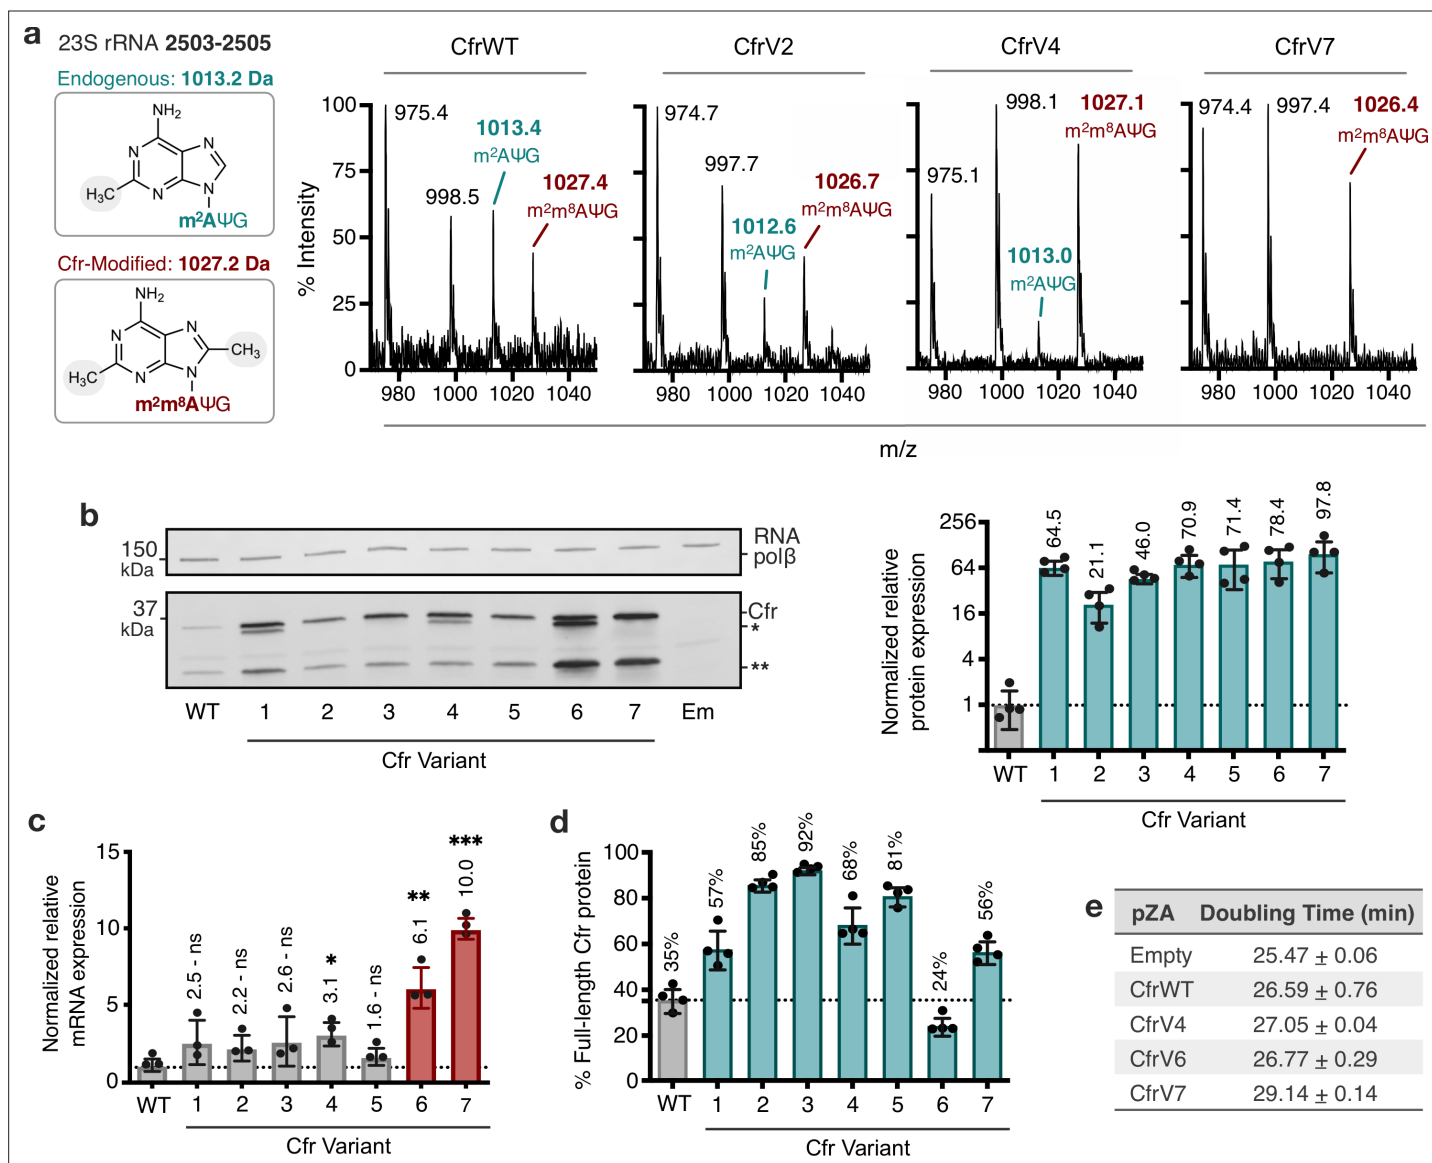 a
23S rRNA 2503-2505
Endogenous: 1013.2 Da
NH₂
N
N
N
N
H₃C
m²AΨG
Cfr-Modified: 1027.2 Da
NH₂
N
N
N
N
CH₃
H₃C
m²m⁸AΨG
CfrWT
CfrV2
CfrV4
CfrV7
% Intensity
100
75
50
25
0
975.4
998.5
1013.4
m²AΨG
1027.4
m²m⁸AΨG
980 1000 1020 1040
974.7
997.7
1012.6
m²AΨG
1026.7
m²m⁸AΨG
980 1000 1020 1040
975.1
998.1
1013.0
m²AΨG
1027.1
m²m⁸AΨG
980 1000 1020 1040
974.4
997.4
1026.4
m²m⁸AΨG
980 1000 1020 1040
m/z
b
150
kDa
RNA
polβ
37
kDa
Cfr
*
**
WT 1 2 3 4 5 6 7 Em
Cfr Variant
Normalized relative
protein expression
256
64
16
4
1
64.5
21.1
46.0
70.9
71.4
78.4
97.8
WT 1 2 3 4 5 6 7
Cfr Variant
c
Normalized relative
mRNA expression
15
10
5
0
2.5 - ns
2.2 - ns
2.6 - ns
3.1 *
1.6 - ns
6.1 **
10.0 ***
WT 1 2 3 4 5 6 7
Cfr Variant
d
% Full-length Cfr protein
100
80
60
40
20
0
35%
57%
85%
92%
68%
81%
24%
56%
WT 1 2 3 4 5 6 7
Cfr Variant
e
pZA Doubling Time (min)
Empty 25.47 ± 0.06
CfrWT 26.59 ± 0.76
CfrV4 27.05 ± 0.04
CfrV6 26.77 ± 0.29
CfrV7 29.14 ± 0.14